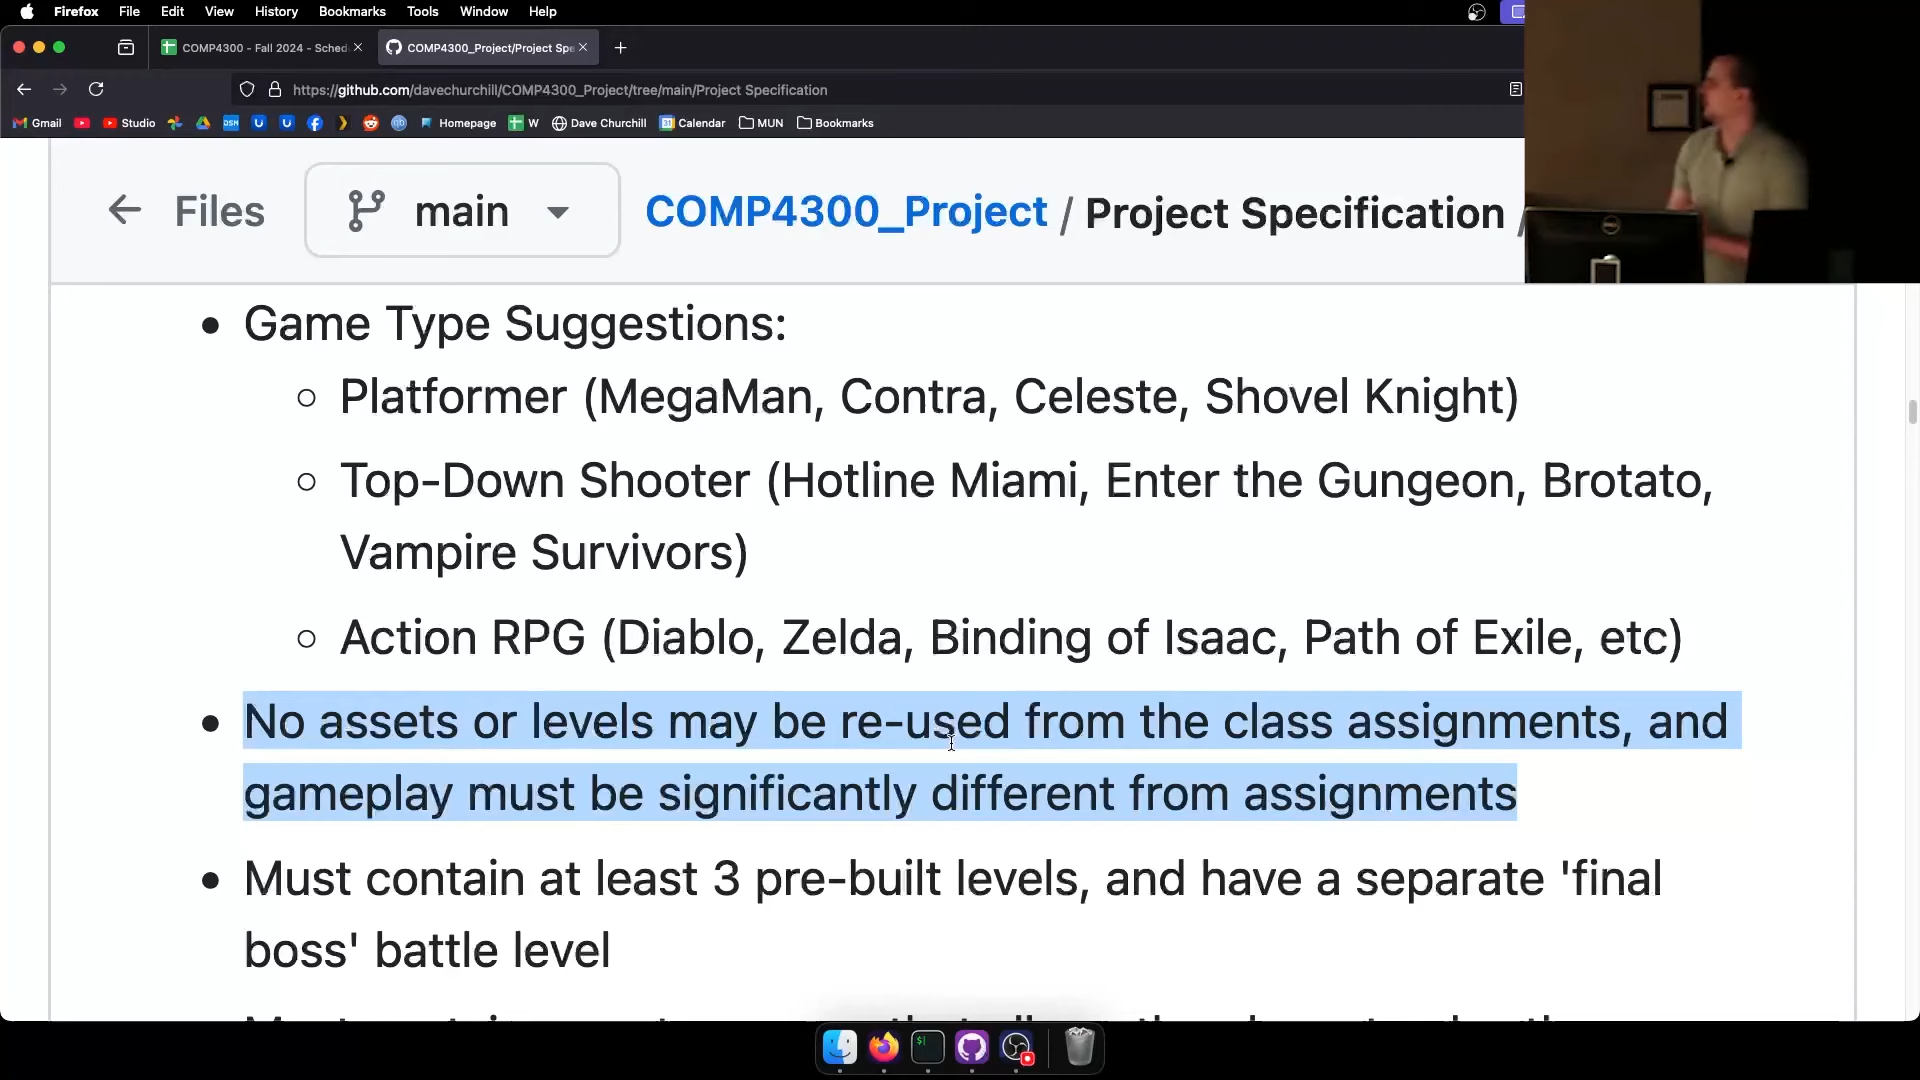 Firefox File Edit View History Bookmarks Tools Window Help
COMP4300 - Fall 2024 - Sched
COMP4300_Project/Project Spe
https://github.com/davechurchill/COMP4300_Project/tree/main/Project Specification
Gmail Studio DSM Homepage W Dave Churchill Calendar MUN Bookmarks
Files main COMP4300_Project / Project Specification /
Game Type Suggestions:
Platformer (MegaMan, Contra, Celeste, Shovel Knight)
Top-Down Shooter (Hotline Miami, Enter the Gungeon, Brotato,
Vampire Survivors)
Action RPG (Diablo, Zelda, Binding of Isaac, Path of Exile, etc)
No assets or levels may be re-used from the class assignments, and
gameplay must be significantly different from assignments
Must contain at least 3 pre-built levels, and have a separate 'final
boss' battle level